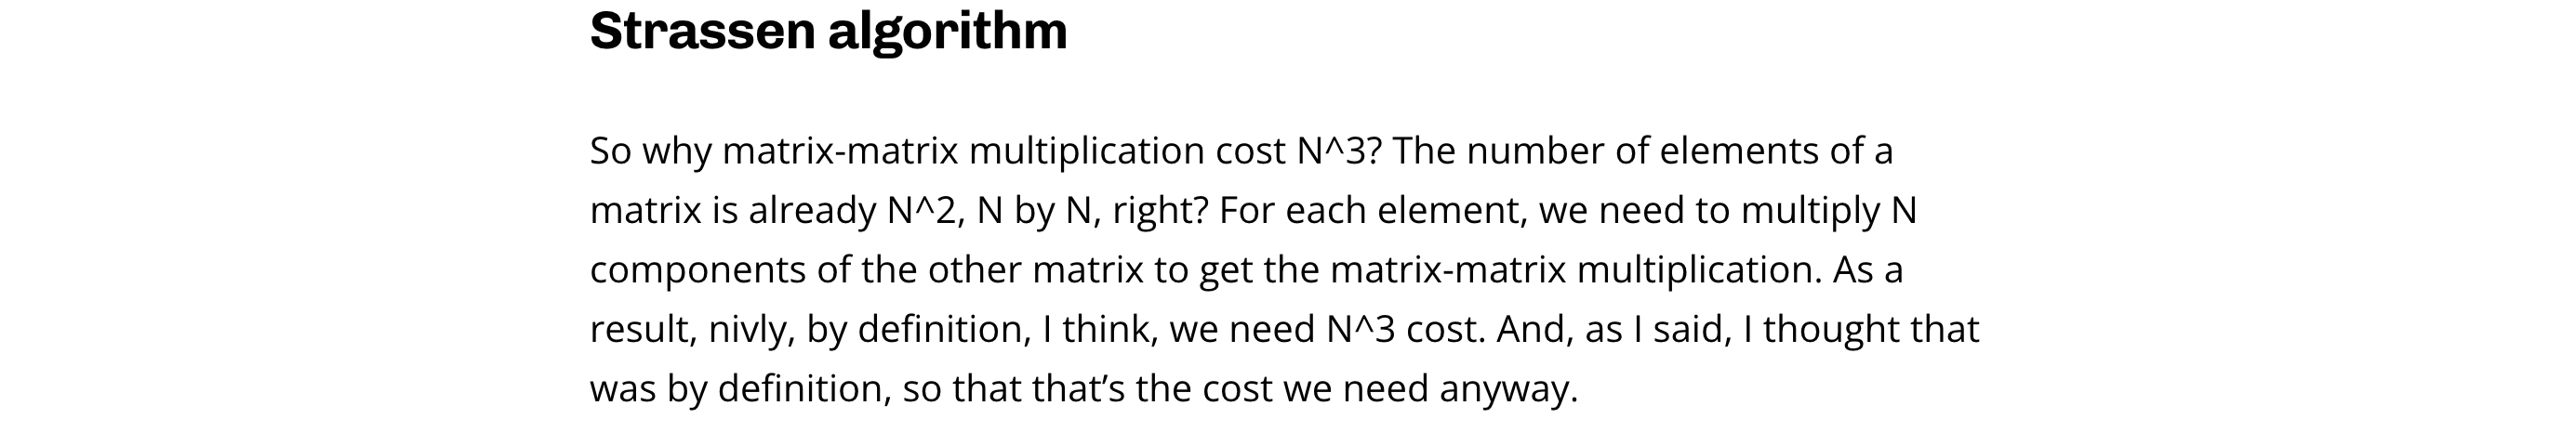 Strassen algorithm
So why matrix-matrix multiplication cost N^3? The number of elements of a
matrix is already N^2, N by N, right? For each element, we need to multiply N
components of the other matrix to get the matrix-matrix multiplication. As a
result, nivly, by definition, I think, we need N^3 cost. And, as I said, I thought that
was by definition, so that that’s the cost we need anyway.